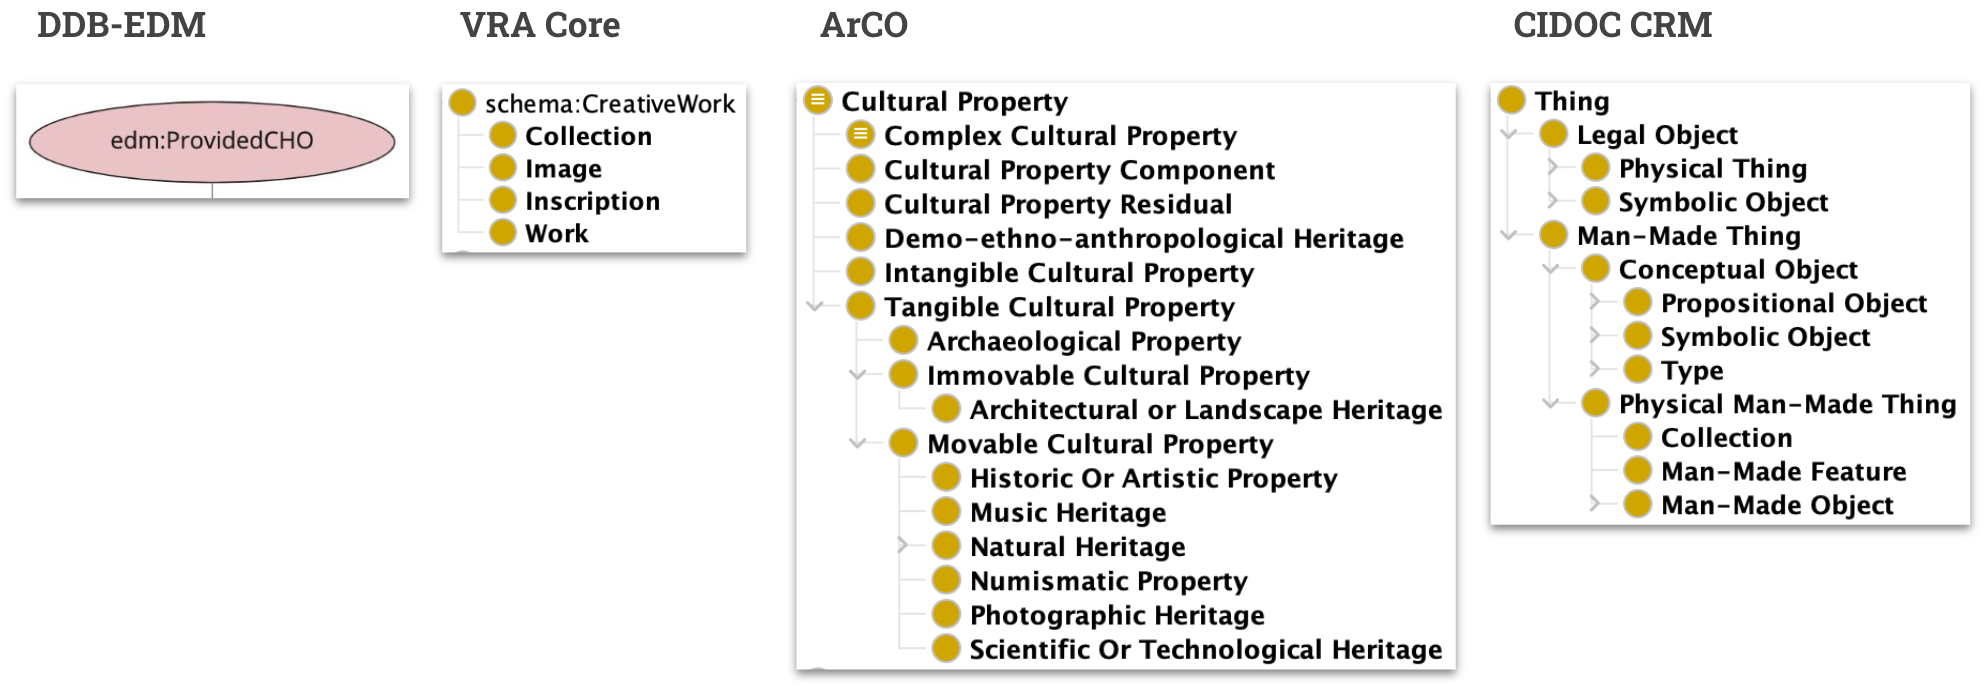 DDB-EDM
edm:ProvidedCHO
VRA Core
schema:CreativeWork
Collection
Image
Inscription
Work
ArCO
Cultural Property
Complex Cultural Property
Cultural Property Component
Cultural Property Residual
Demo-ethno-anthropological Heritage
Intangible Cultural Property
Tangible Cultural Property
Archaeological Property
Immovable Cultural Property
Architectural or Landscape Heritage
Movable Cultural Property
Historic Or Artistic Property
Music Heritage
Natural Heritage
Numismatic Property
Photographic Heritage
Scientific Or Technological Heritage
CIDOC CRM
Thing
Legal Object
Physical Thing
Symbolic Object
Man-Made Thing
Conceptual Object
Propositional Object
Symbolic Object
Type
Physical Man-Made Thing
Collection
Man-Made Feature
Man-Made Object